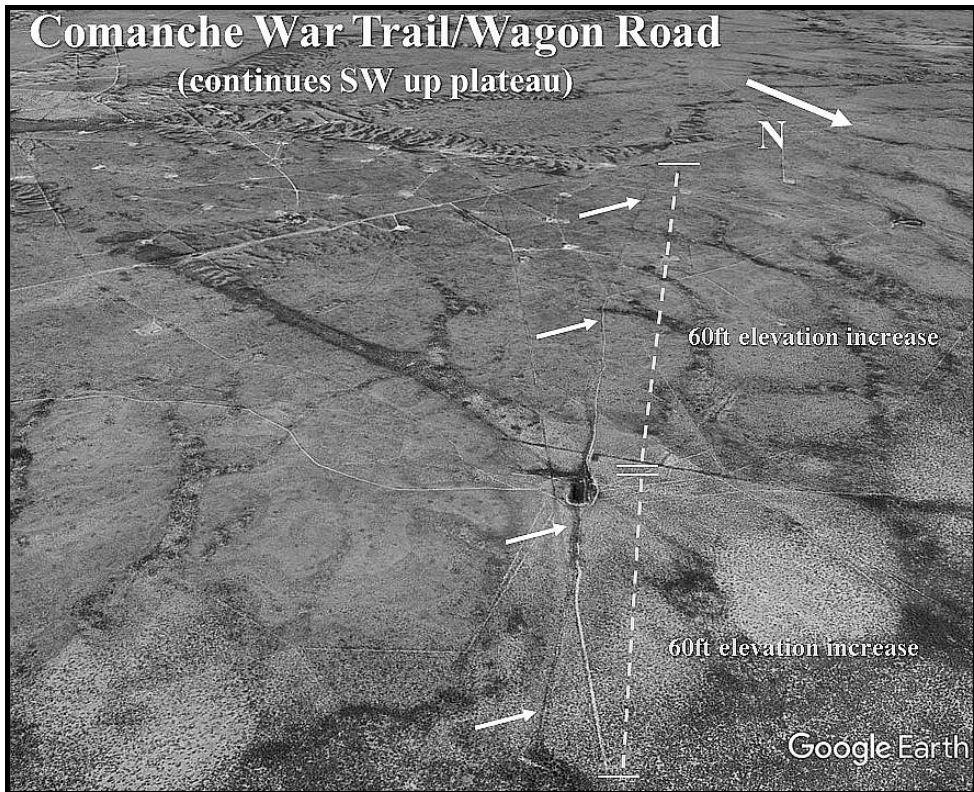 Comanche War Trail/Wagon Road
(continues SW up plateau)
N
60ft elevation increase
60ft elevation increase
Google Earth